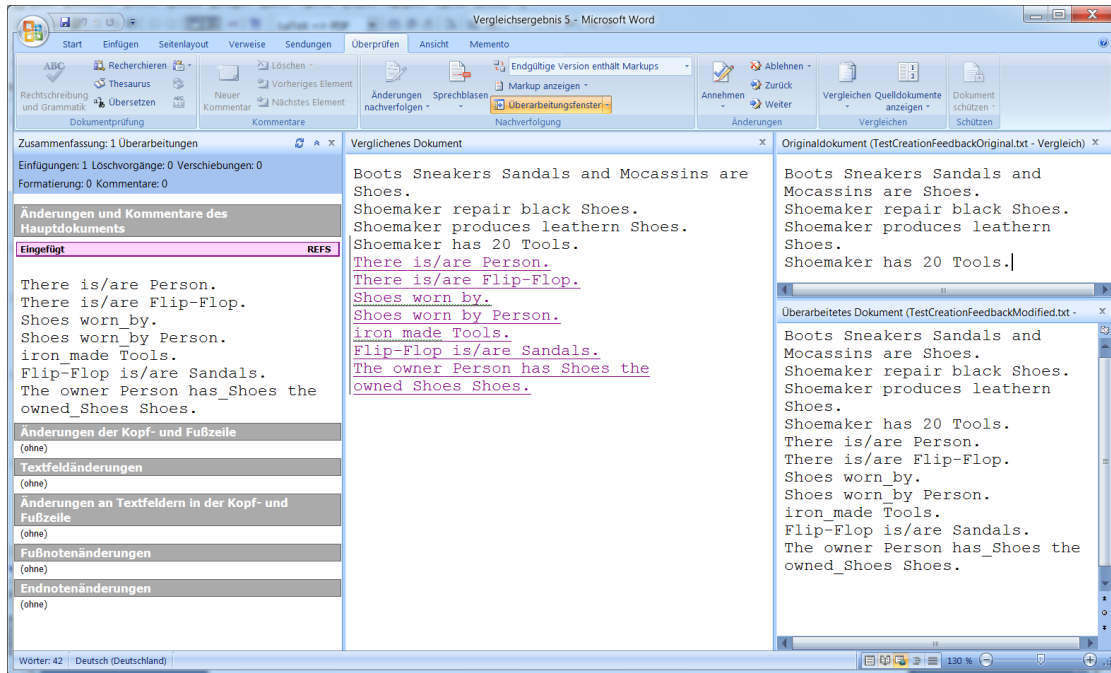 Vergleichsergebnis 5 - Microsoft Word
Start Einfügen Seitenlayout Verweise Sendungen Überprüfen Ansicht Memento
ABC
Rechtschreibung und Grammatik
Recherchieren
Thesaurus
Übersetzen
Dokumentprüfung
Neuer Kommentar
Löschen
Vorheriges Element
Nächstes Element
Kommentare
Änderungen nachverfolgen
Sprechblasen
Endgültige Version enthält Markups
Markup anzeigen
Überarbeitungsfenster
Nachverfolgung
Annehmen
Ablehnen
Zurück
Weiter
Änderungen
Vergleichen
Quelldokumente anzeigen
Vergleichen
Dokument schützen
Schützen
Zusammenfassung: 1 Überarbeitungen
Einfügungen: 1 Löschvorgänge: 0 Verschiebungen: 0
Formatierung: 0 Kommentare: 0
Änderungen und Kommentare des
Hauptdokuments
Eingefügt REFS
There is/are Person.
There is/are Flip-Flop.
Shoes worn_by.
Shoes worn_by Person.
iron_made Tools.
Flip-Flop is/are Sandals.
The owner Person has_Shoes the
owned_Shoes Shoes.
Änderungen der Kopf- und Fußzeile
(ohne)
Textfeldänderungen
(ohne)
Änderungen an Textfeldern in der Kopf- und
Fußzeile
(ohne)
Fußnotenänderungen
(ohne)
Endnotenänderungen
(ohne)
Verglichenes Dokument
Boots Sneakers Sandals and Mocassins are
Shoes.
Shoemaker repair black Shoes.
Shoemaker produces leathern Shoes.
Shoemaker has 20 Tools.
There is/are Person.
There is/are Flip-Flop.
Shoes worn_by.
Shoes worn_by Person.
iron_made Tools.
Flip-Flop is/are Sandals.
The owner Person has_Shoes the
owned_Shoes Shoes.
Originaldokument (TestCreationFeedbackOriginal.txt - Vergleich)
Boots Sneakers Sandals and
Mocassins are Shoes.
Shoemaker repair black Shoes.
Shoemaker produces leathern
Shoes.
Shoemaker has 20 Tools.
Überarbeitetes Dokument (TestCreationFeedbackModified.txt -
Boots Sneakers Sandals and
Mocassins are Shoes.
Shoemaker repair black Shoes.
Shoemaker produces leathern
Shoes.
Shoemaker has 20 Tools.
There is/are Person.
There is/are Flip-Flop.
Shoes worn_by.
Shoes worn_by Person.
iron_made Tools.
Flip-Flop is/are Sandals.
The owner Person has_Shoes the
owned_Shoes Shoes.
Wörter: 42 Deutsch (Deutschland) 130 %